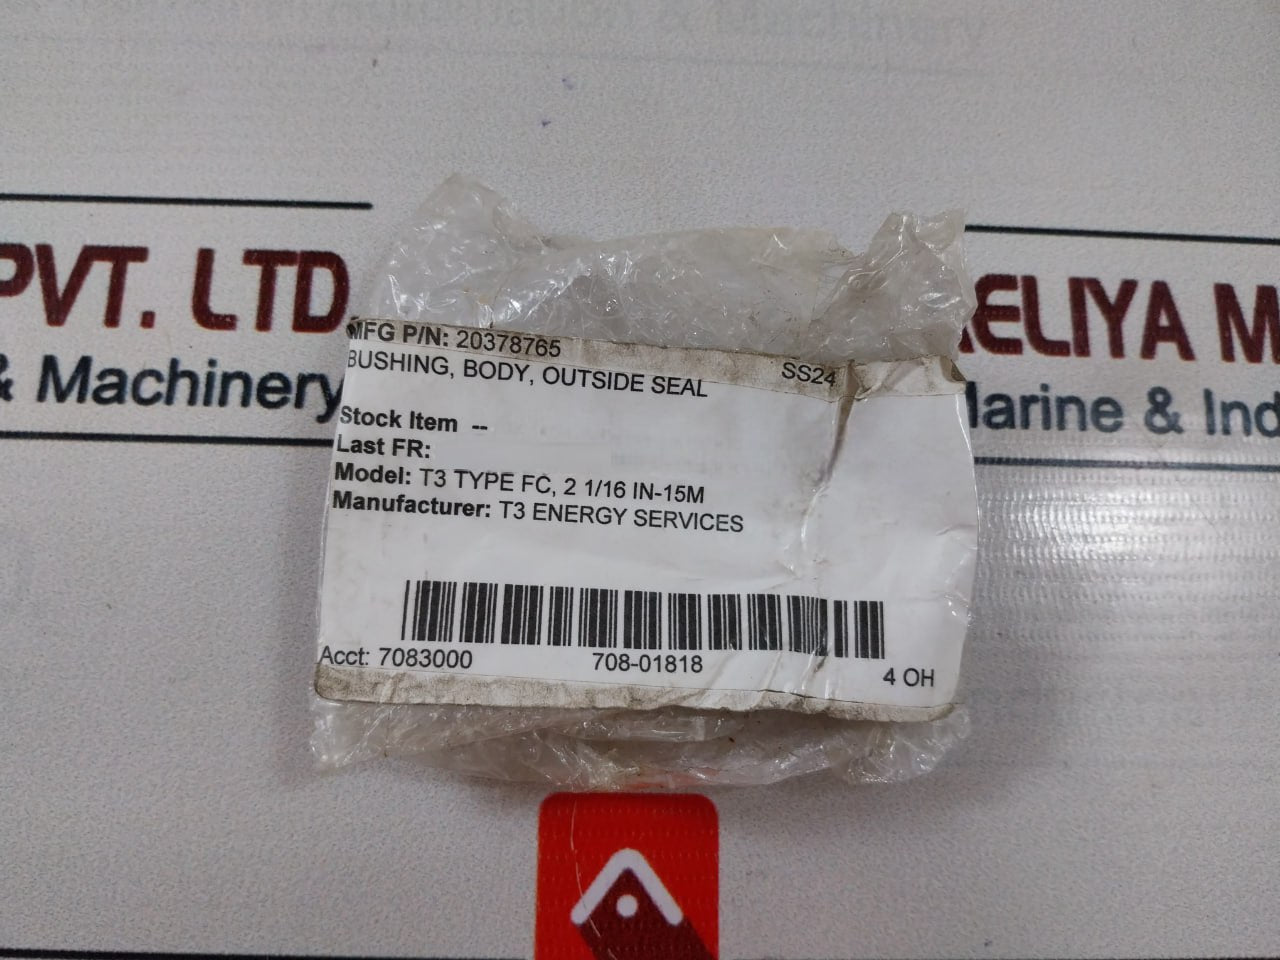 PVT. LTD
& Machinery
AELIYA M
Marine & Ind
MFG P/N: 20378765
BUSHING, BODY, OUTSIDE SEAL
SS24
Stock Item --
Last FR:
Model: T3 TYPE FC, 2 1/16 IN-15M
Manufacturer: T3 ENERGY SERVICES
Acct: 7083000
708-01818
4 OH